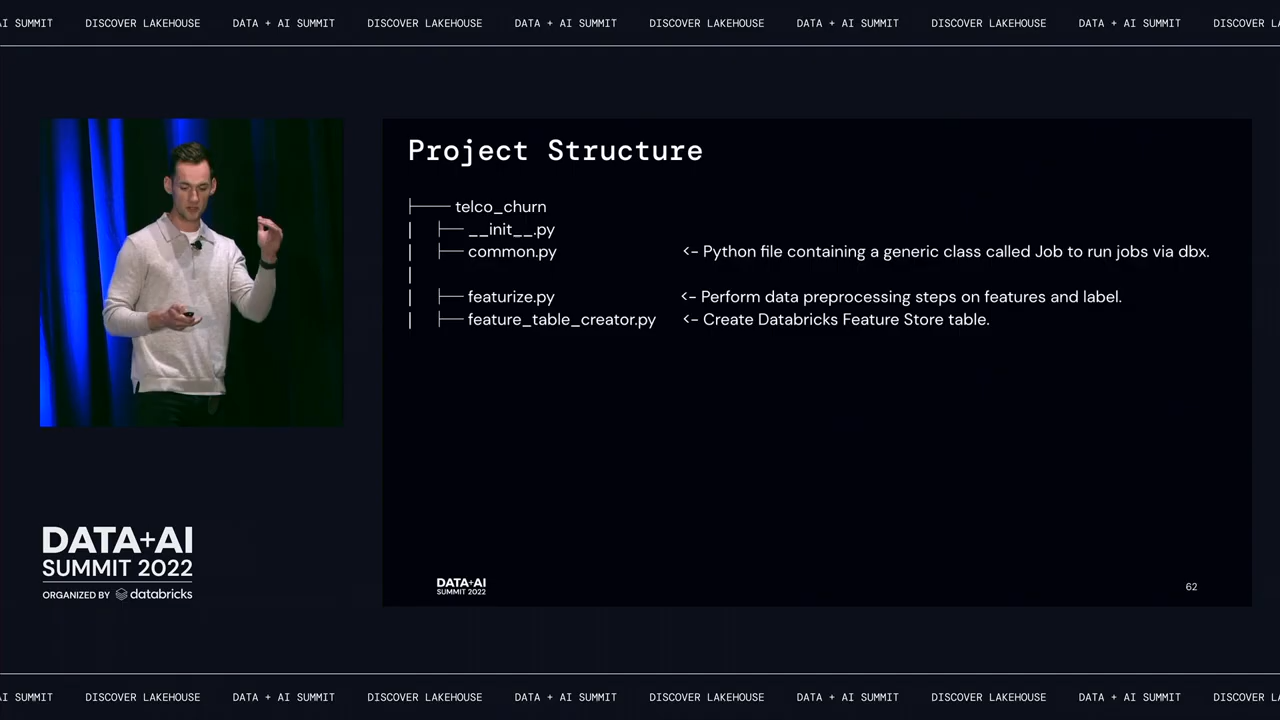 AI SUMMIT DISCOVER LAKEHOUSE DATA + AI SUMMIT DISCOVER LAKEHOUSE DATA + AI SUMMIT DISCOVER LAKEHOUSE DATA + AI SUMMIT DISCOVER LAKEHOUSE DATA + AI SUMMIT DISCOVER L
Project Structure
├── telco_churn
│ ├── __init__.py
│ ├── common.py <- Python file containing a generic class called Job to run jobs via dbx.
│
│ ├── featurize.py <- Perform data preprocessing steps on features and label.
│ ├── feature_table_creator.py <- Create Databricks Feature Store table.
DATA+AI
SUMMIT 2022
ORGANIZED BY databricks
DATA+AI
SUMMIT 2022
62
AI SUMMIT DISCOVER LAKEHOUSE DATA + AI SUMMIT DISCOVER LAKEHOUSE DATA + AI SUMMIT DISCOVER LAKEHOUSE DATA + AI SUMMIT DISCOVER LAKEHOUSE DATA + AI SUMMIT DISCOVER L